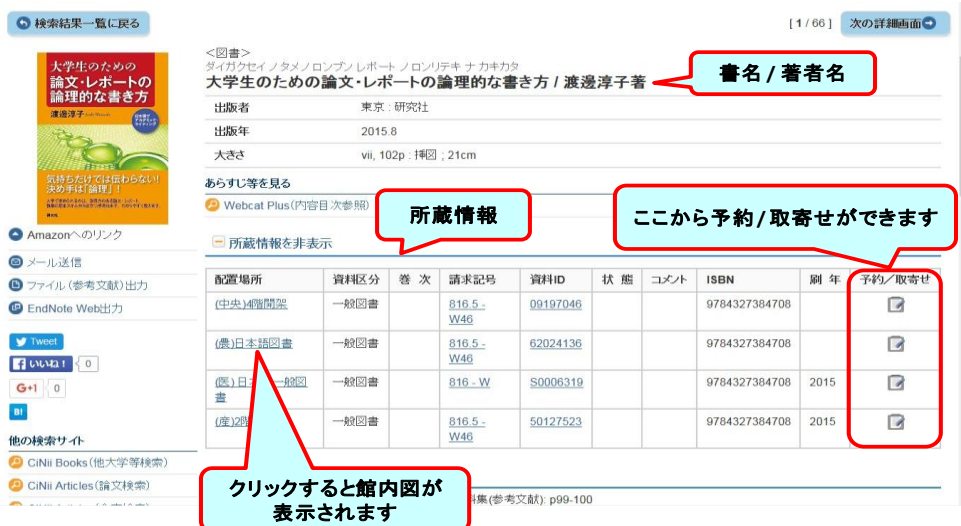 検索結果一覧に戻る
[ 1 / 66 ] 次の詳細画面
大学生のための
論文・レポートの
論理的な書き方
渡邊淳子
気持ちだけでは伝わらない!
決め手は「論理」!
<図書>
ダイガクセイ ノ タメ ノ ロンブン レポート ノ ロンリテキ ナ カキカタ
大学生のための論文・レポートの論理的な書き方 / 渡邊淳子著
書名 / 著者名
出版者 東京 : 研究社
出版年 2015.8
大きさ vii, 102p : 挿図 ; 21cm
あらすじ等を見る
Webcat Plus(内容目次参照)
所蔵情報
ここから予約/取寄せができます
所蔵情報を非表示
Amazonへのリンク
メール送信
ファイル(参考文献)出力
EndNote Web出力
Tweet
いいね! 0
G+1 0
B!
他の検索サイト
CiNii Books(他大学等検索)
CiNii Articles(論文検索)
配置場所 資料区分 巻 次 請求記号 資料ID 状 態 コメント ISBN 刷 年 予約/取寄せ
(中央)4階開架 一般図書 816.5 - W46 09197046 9784327384708
(農)日本語図書 一般図書 816.5 - W46 62024136 9784327384708
(医)日 一般図書 一般図書 816 - W S0006319 9784327384708 2015
(産)2階 一般図書 816.5 - W46 50127523 9784327384708 2015
クリックすると館内図が
表示されます
集(参考文献): p99-100